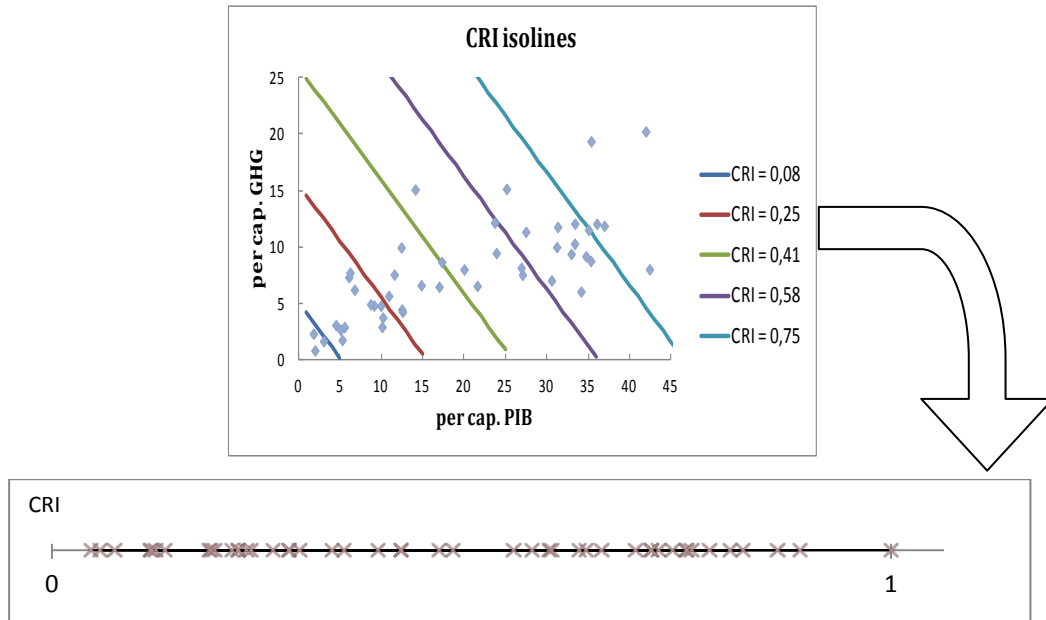 CRI isolines
per cap. GHG
25
20
15
10
5
0
0 5 10 15 20 25 30 35 40 45
per cap. PIB
CRI = 0,08
CRI = 0,25
CRI = 0,41
CRI = 0,58
CRI = 0,75
CRI
0 1